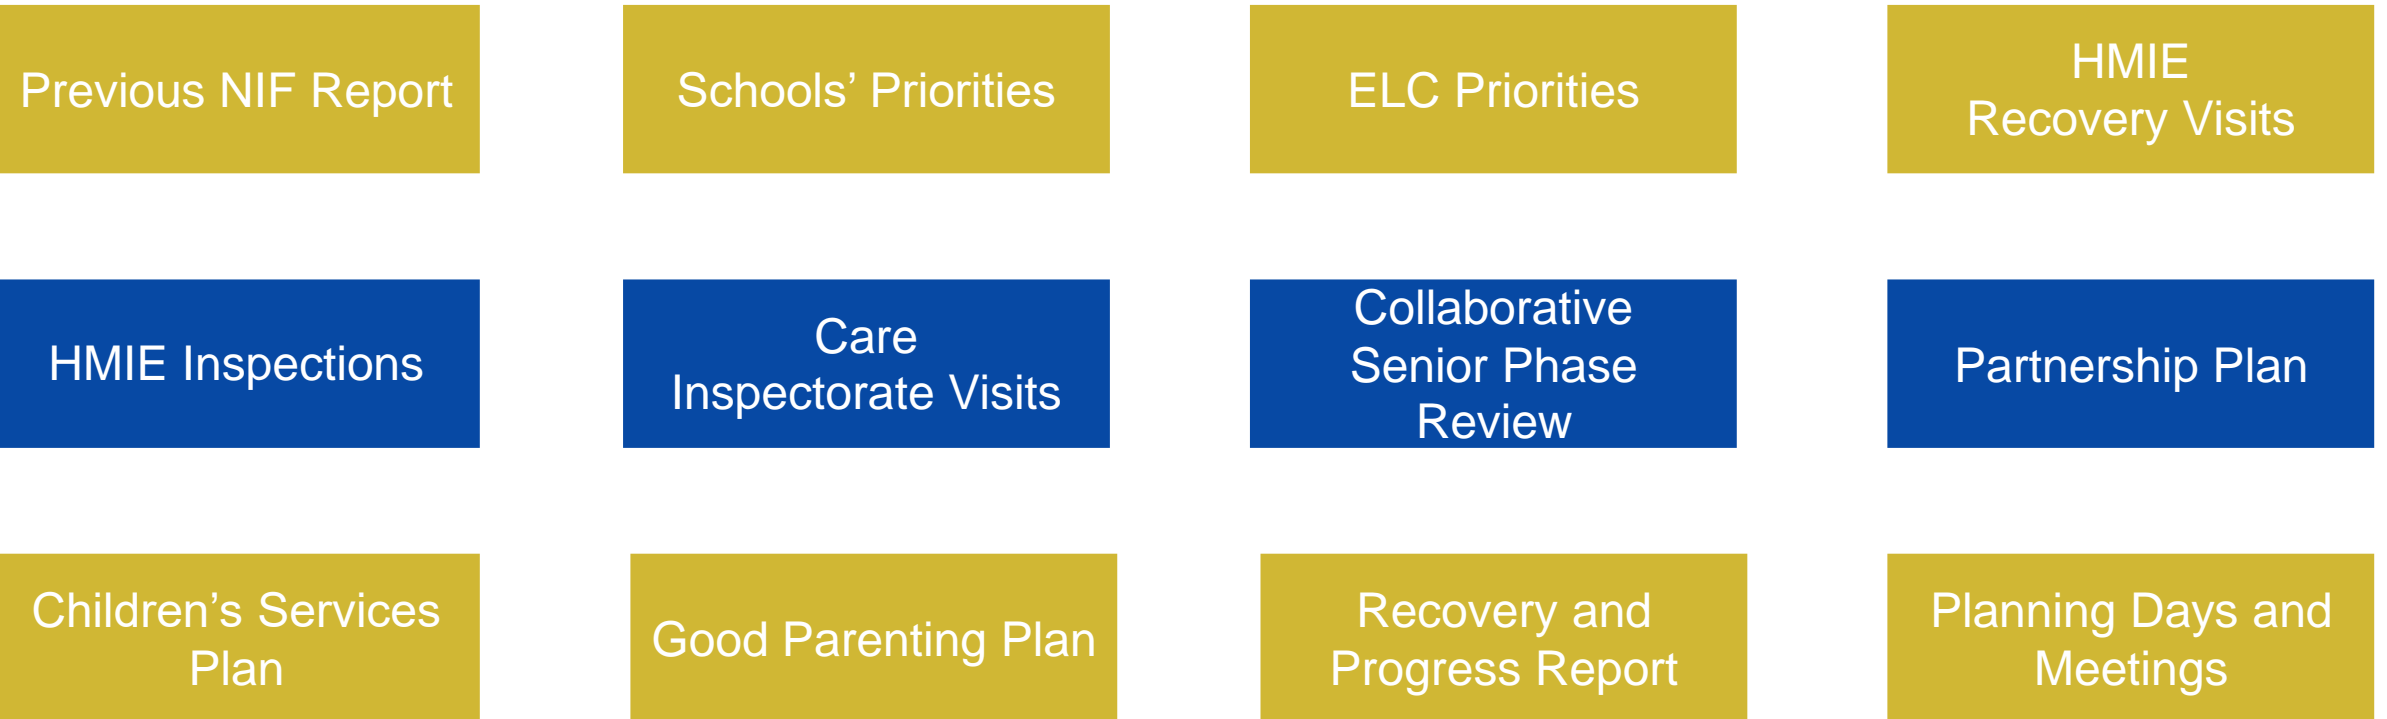 Previous NIF Report
Schools’ Priorities
ELC Priorities
HMIE
Recovery Visits
HMIE Inspections
Care
Inspectorate Visits
Collaborative
Senior Phase
Review
Partnership Plan
Children’s Services
Plan
Good Parenting Plan
Recovery and
Progress Report
Planning Days and
Meetings